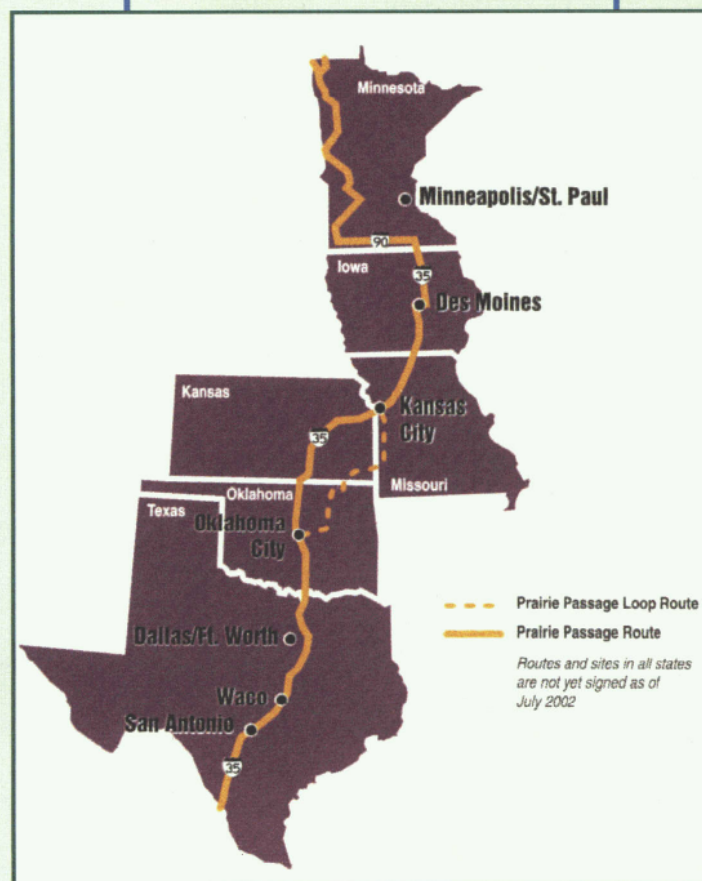 Minnesota
Minneapolis/St. Paul
90
Iowa
35
Des Moines
Kansas
Kansas
City
35
Missouri
Oklahoma
Texas
Oklahoma
City
Prairie Passage Loop Route
Prairie Passage Route
Dallas/Ft. Worth
Routes and sites in all states
are not yet signed as of
July 2002
Waco
San Antonio
35